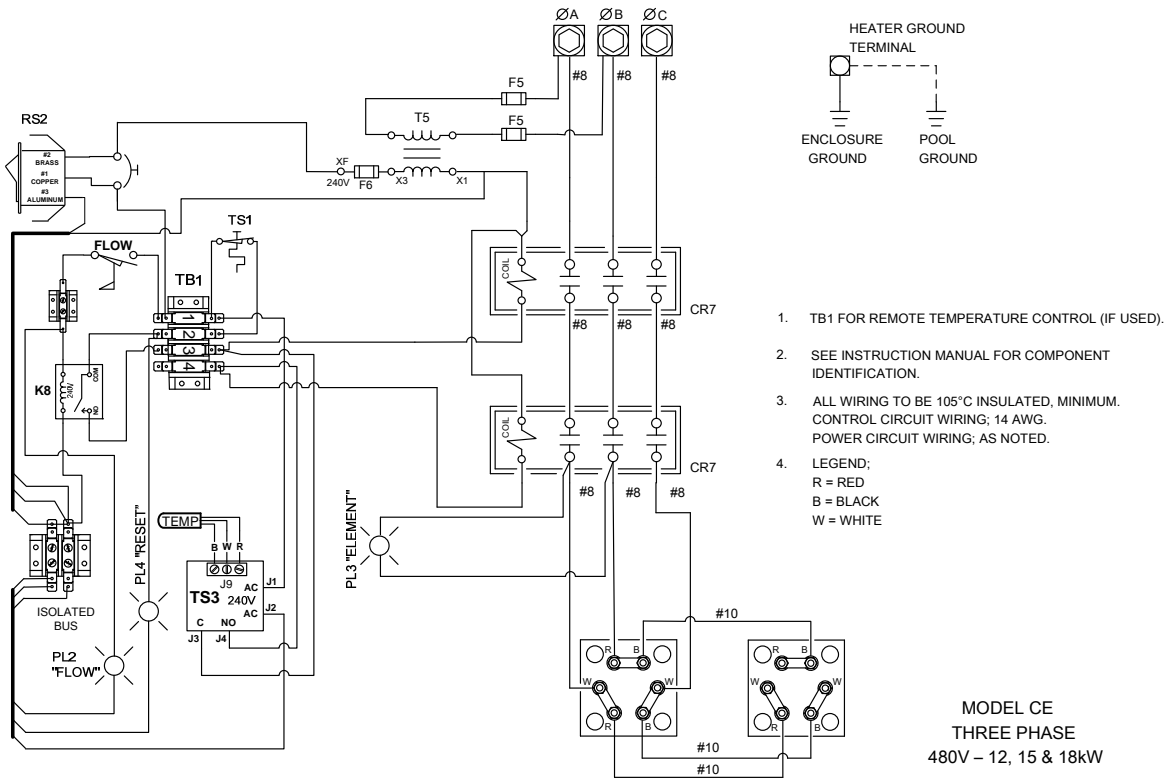 ØA ØB ØC
#8 #8 #8
F5
F5
T5
XF
240V
F6
X3
X1
RS2
#2
BRASS
#1
COPPER
#3
ALUMINUM
HEATER GROUND
TERMINAL
ENCLOSURE
GROUND
POOL
GROUND
FLOW
TS1
TB1
1
2
3
4
COIL
CR7
#8 #8 #8
K8
240V
COM
NO
COIL
CR7
#8 #8 #8
1. TB1 FOR REMOTE TEMPERATURE CONTROL (IF USED).
2. SEE INSTRUCTION MANUAL FOR COMPONENT
IDENTIFICATION.
3. ALL WIRING TO BE 105°C INSULATED, MINIMUM.
CONTROL CIRCUIT WIRING; 14 AWG.
POWER CIRCUIT WIRING; AS NOTED.
4. LEGEND;
R = RED
B = BLACK
W = WHITE
TEMP
B W R
J9
TS3
240V
AC J1
AC J2
C NO
J3 J4
ISOLATED
BUS
PL4 "RESET"
PL2
"FLOW"
PL3 "ELEMENT"
#10
R B
W W
R B
R B
W W
R B
#10
#10
MODEL CE
THREE PHASE
480V – 12, 15 & 18kW